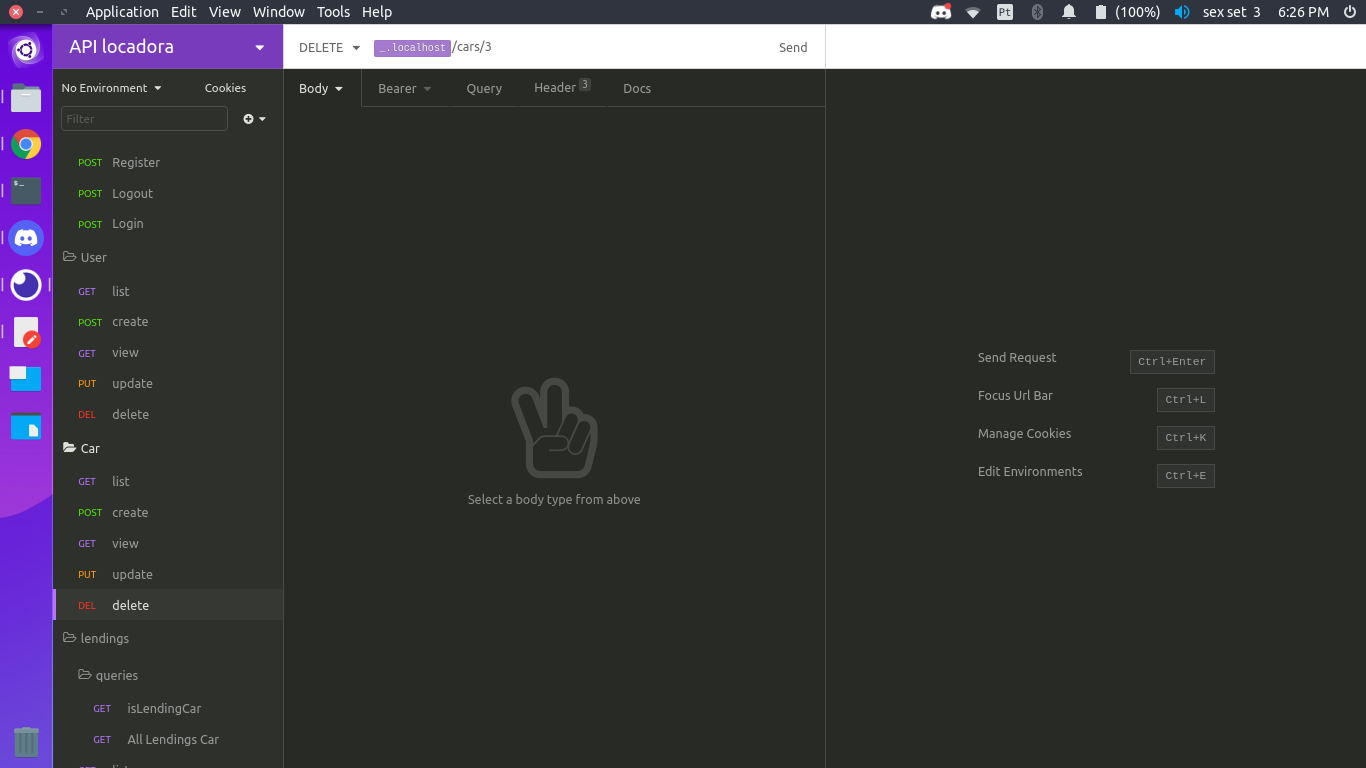 Application Edit View Window Tools Help
Pt (100%) sex set 3 6:26 PM
API locadora
DELETE _.localhost/cars/3 Send
No Environment Cookies
Body Bearer Query Header 3 Docs
Filter
POST Register
POST Logout
POST Login
User
GET list
POST create
GET view
PUT update
DEL delete
Car
GET list
POST create
GET view
PUT update
DEL delete
lendings
queries
GET isLendingCar
GET All Lendings Car
Select a body type from above
Send Request Ctrl+Enter
Focus Url Bar Ctrl+L
Manage Cookies Ctrl+K
Edit Environments Ctrl+E